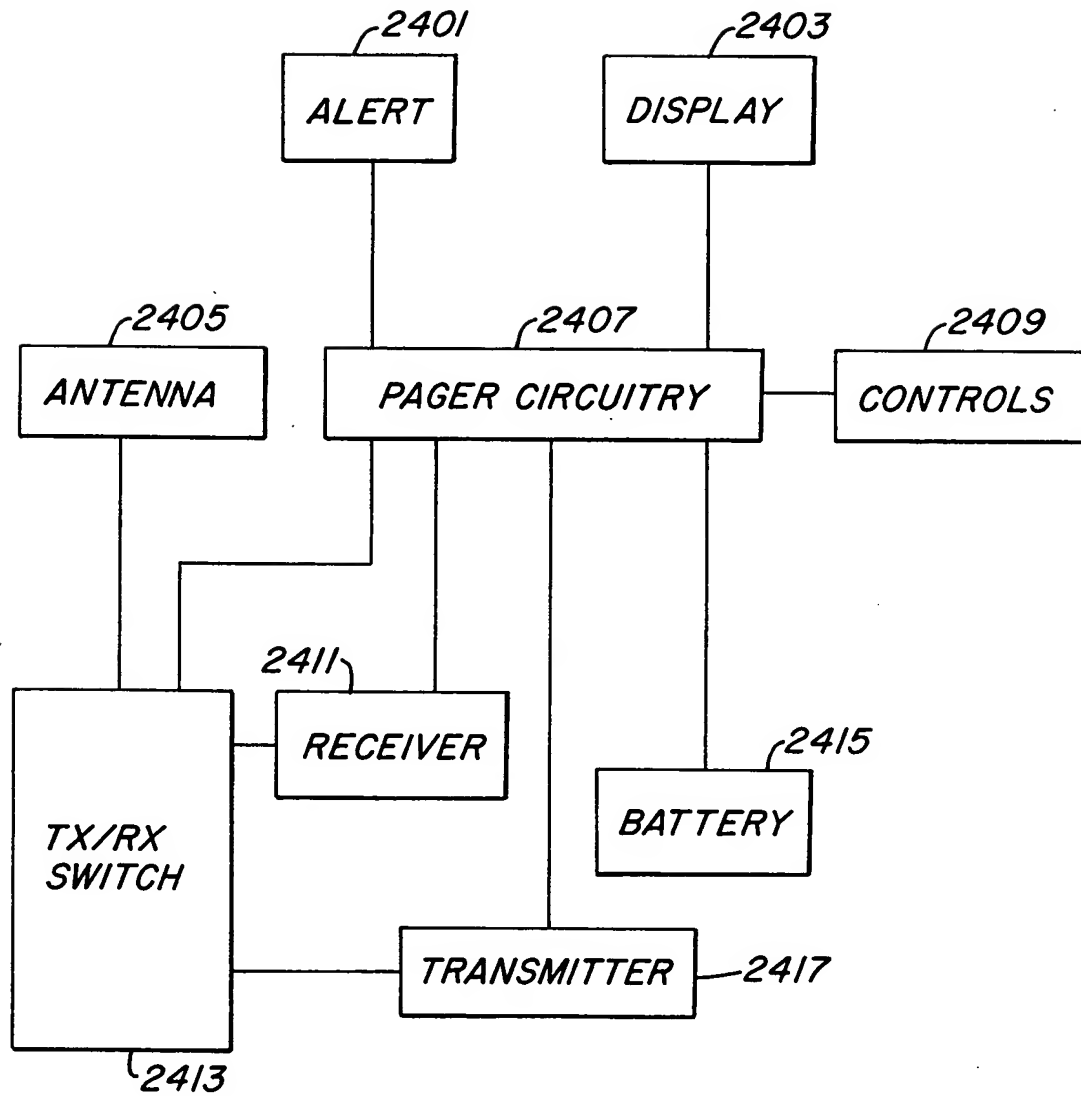 2401
ALERT
2403
DISPLAY
2405
ANTENNA
2407
PAGER CIRCUITRY
2409
CONTROLS
2411
RECEIVER
TX/RX
SWITCH
2413
2415
BATTERY
TRANSMITTER
2417